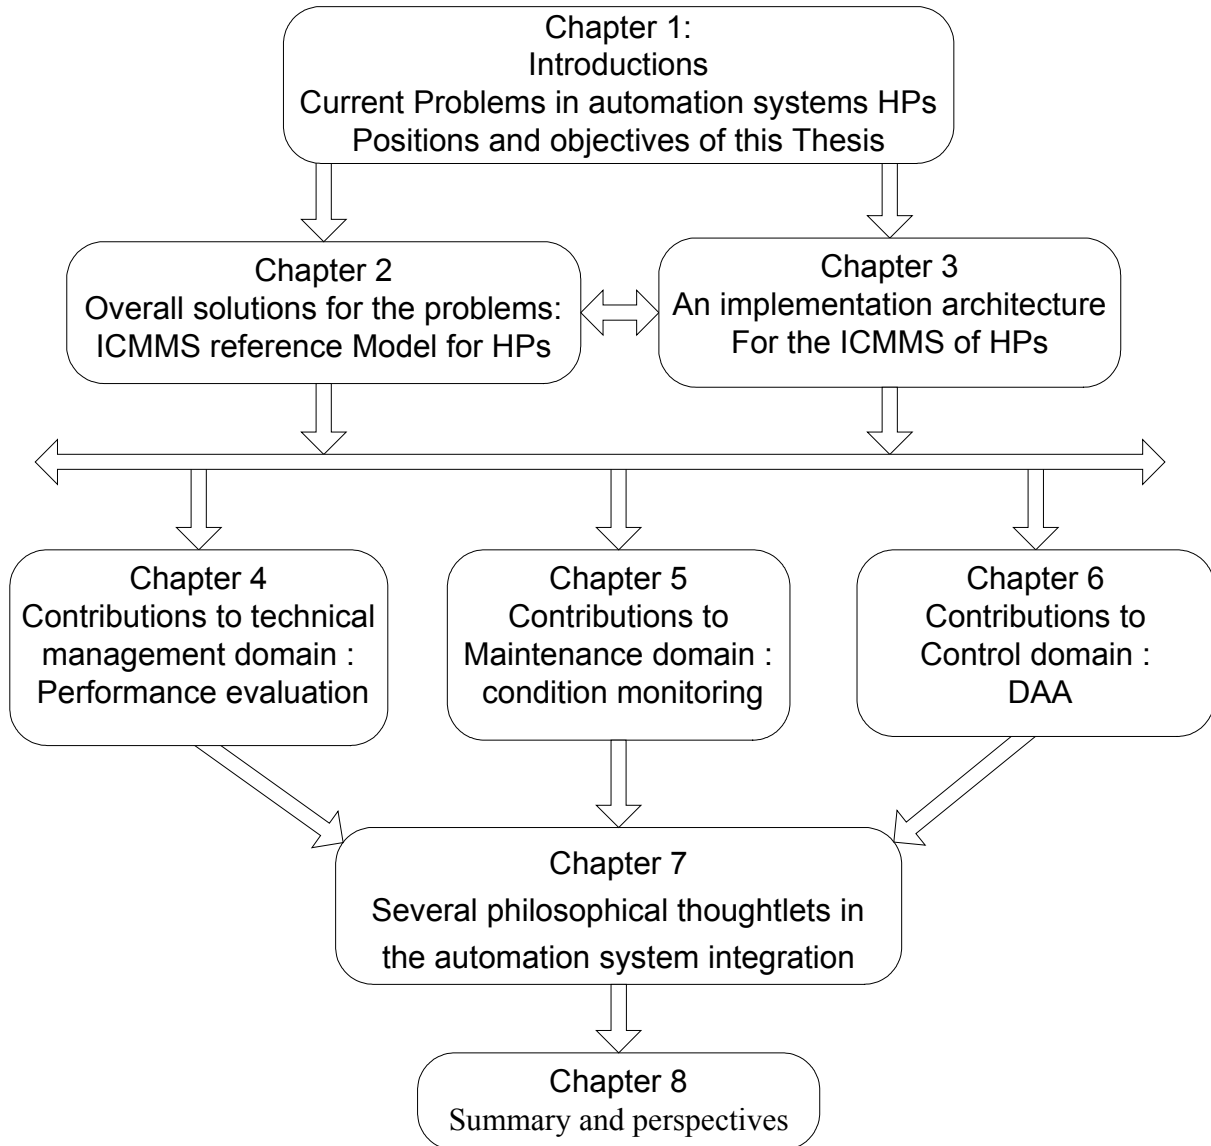 Chapter 1:
Introductions
Current Problems in automation systems HPs
Positions and objectives of this Thesis
Chapter 2
Overall solutions for the problems:
ICMMS reference Model for HPs
Chapter 3
An implementation architecture
For the ICMMS of HPs
Chapter 4
Contributions to technical
management domain :
Performance evaluation
Chapter 5
Contributions to
Maintenance domain :
condition monitoring
Chapter 6
Contributions to
Control domain :
DAA
Chapter 7
Several philosophical thoughtlets in
the automation system integration
Chapter 8
Summary and perspectives